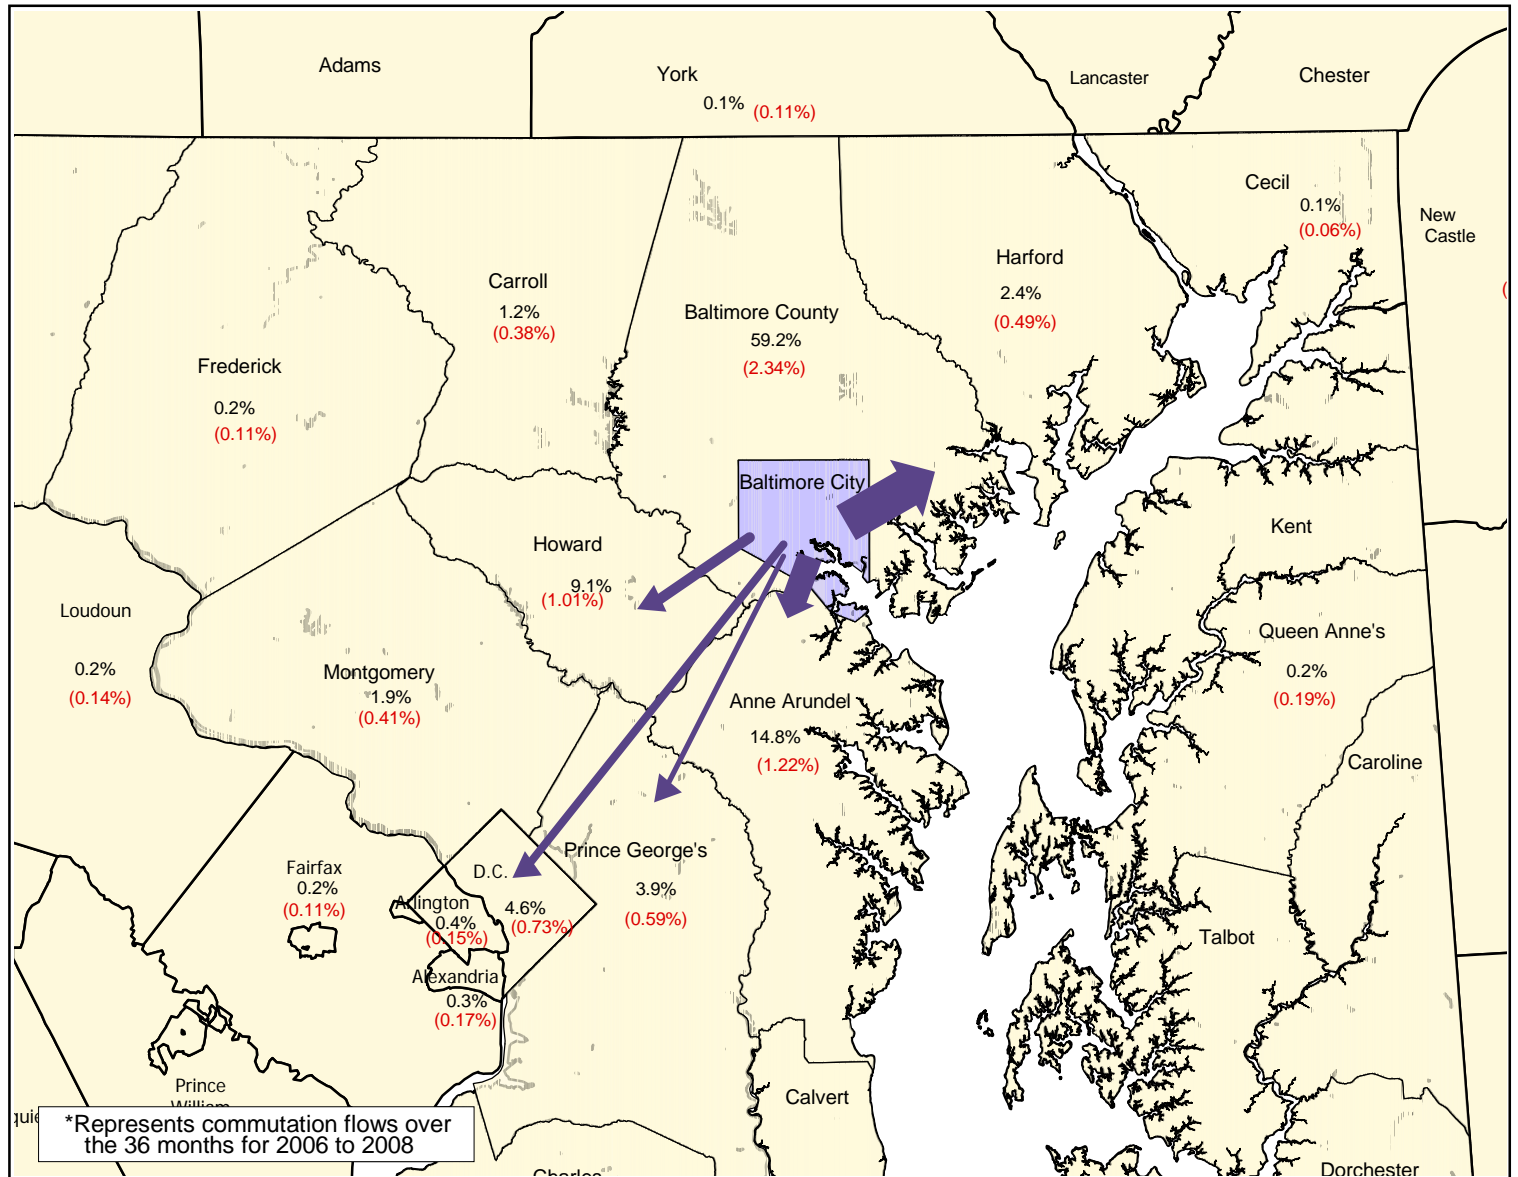 Adams
York
0.1% (0.11%)
Lancaster
Chester
Cecil
0.1%
(0.06%)
New
Castle
(
Harford
2.4%
(0.49%)
Carroll
1.2%
(0.38%)
Baltimore County
59.2%
(2.34%)
Frederick
0.2%
(0.11%)
Baltimore City
Kent
Howard
9.1%
(1.01%)
Loudoun
0.2%
(0.14%)
Queen Anne's
0.2%
(0.19%)
Montgomery
1.9%
(0.41%)
Anne Arundel
14.8%
(1.22%)
Caroline
Prince George's
3.9%
(0.59%)
D.C.
4.6%
(0.73%)
Fairfax
0.2%
(0.11%)
Arlington
0.4%
(0.15%)
Talbot
Alexandria
0.3%
(0.17%)
Prince
William
quie
Calvert
*Represents commutation flows over
the 36 months for 2006 to 2008
Charles
Dorchester